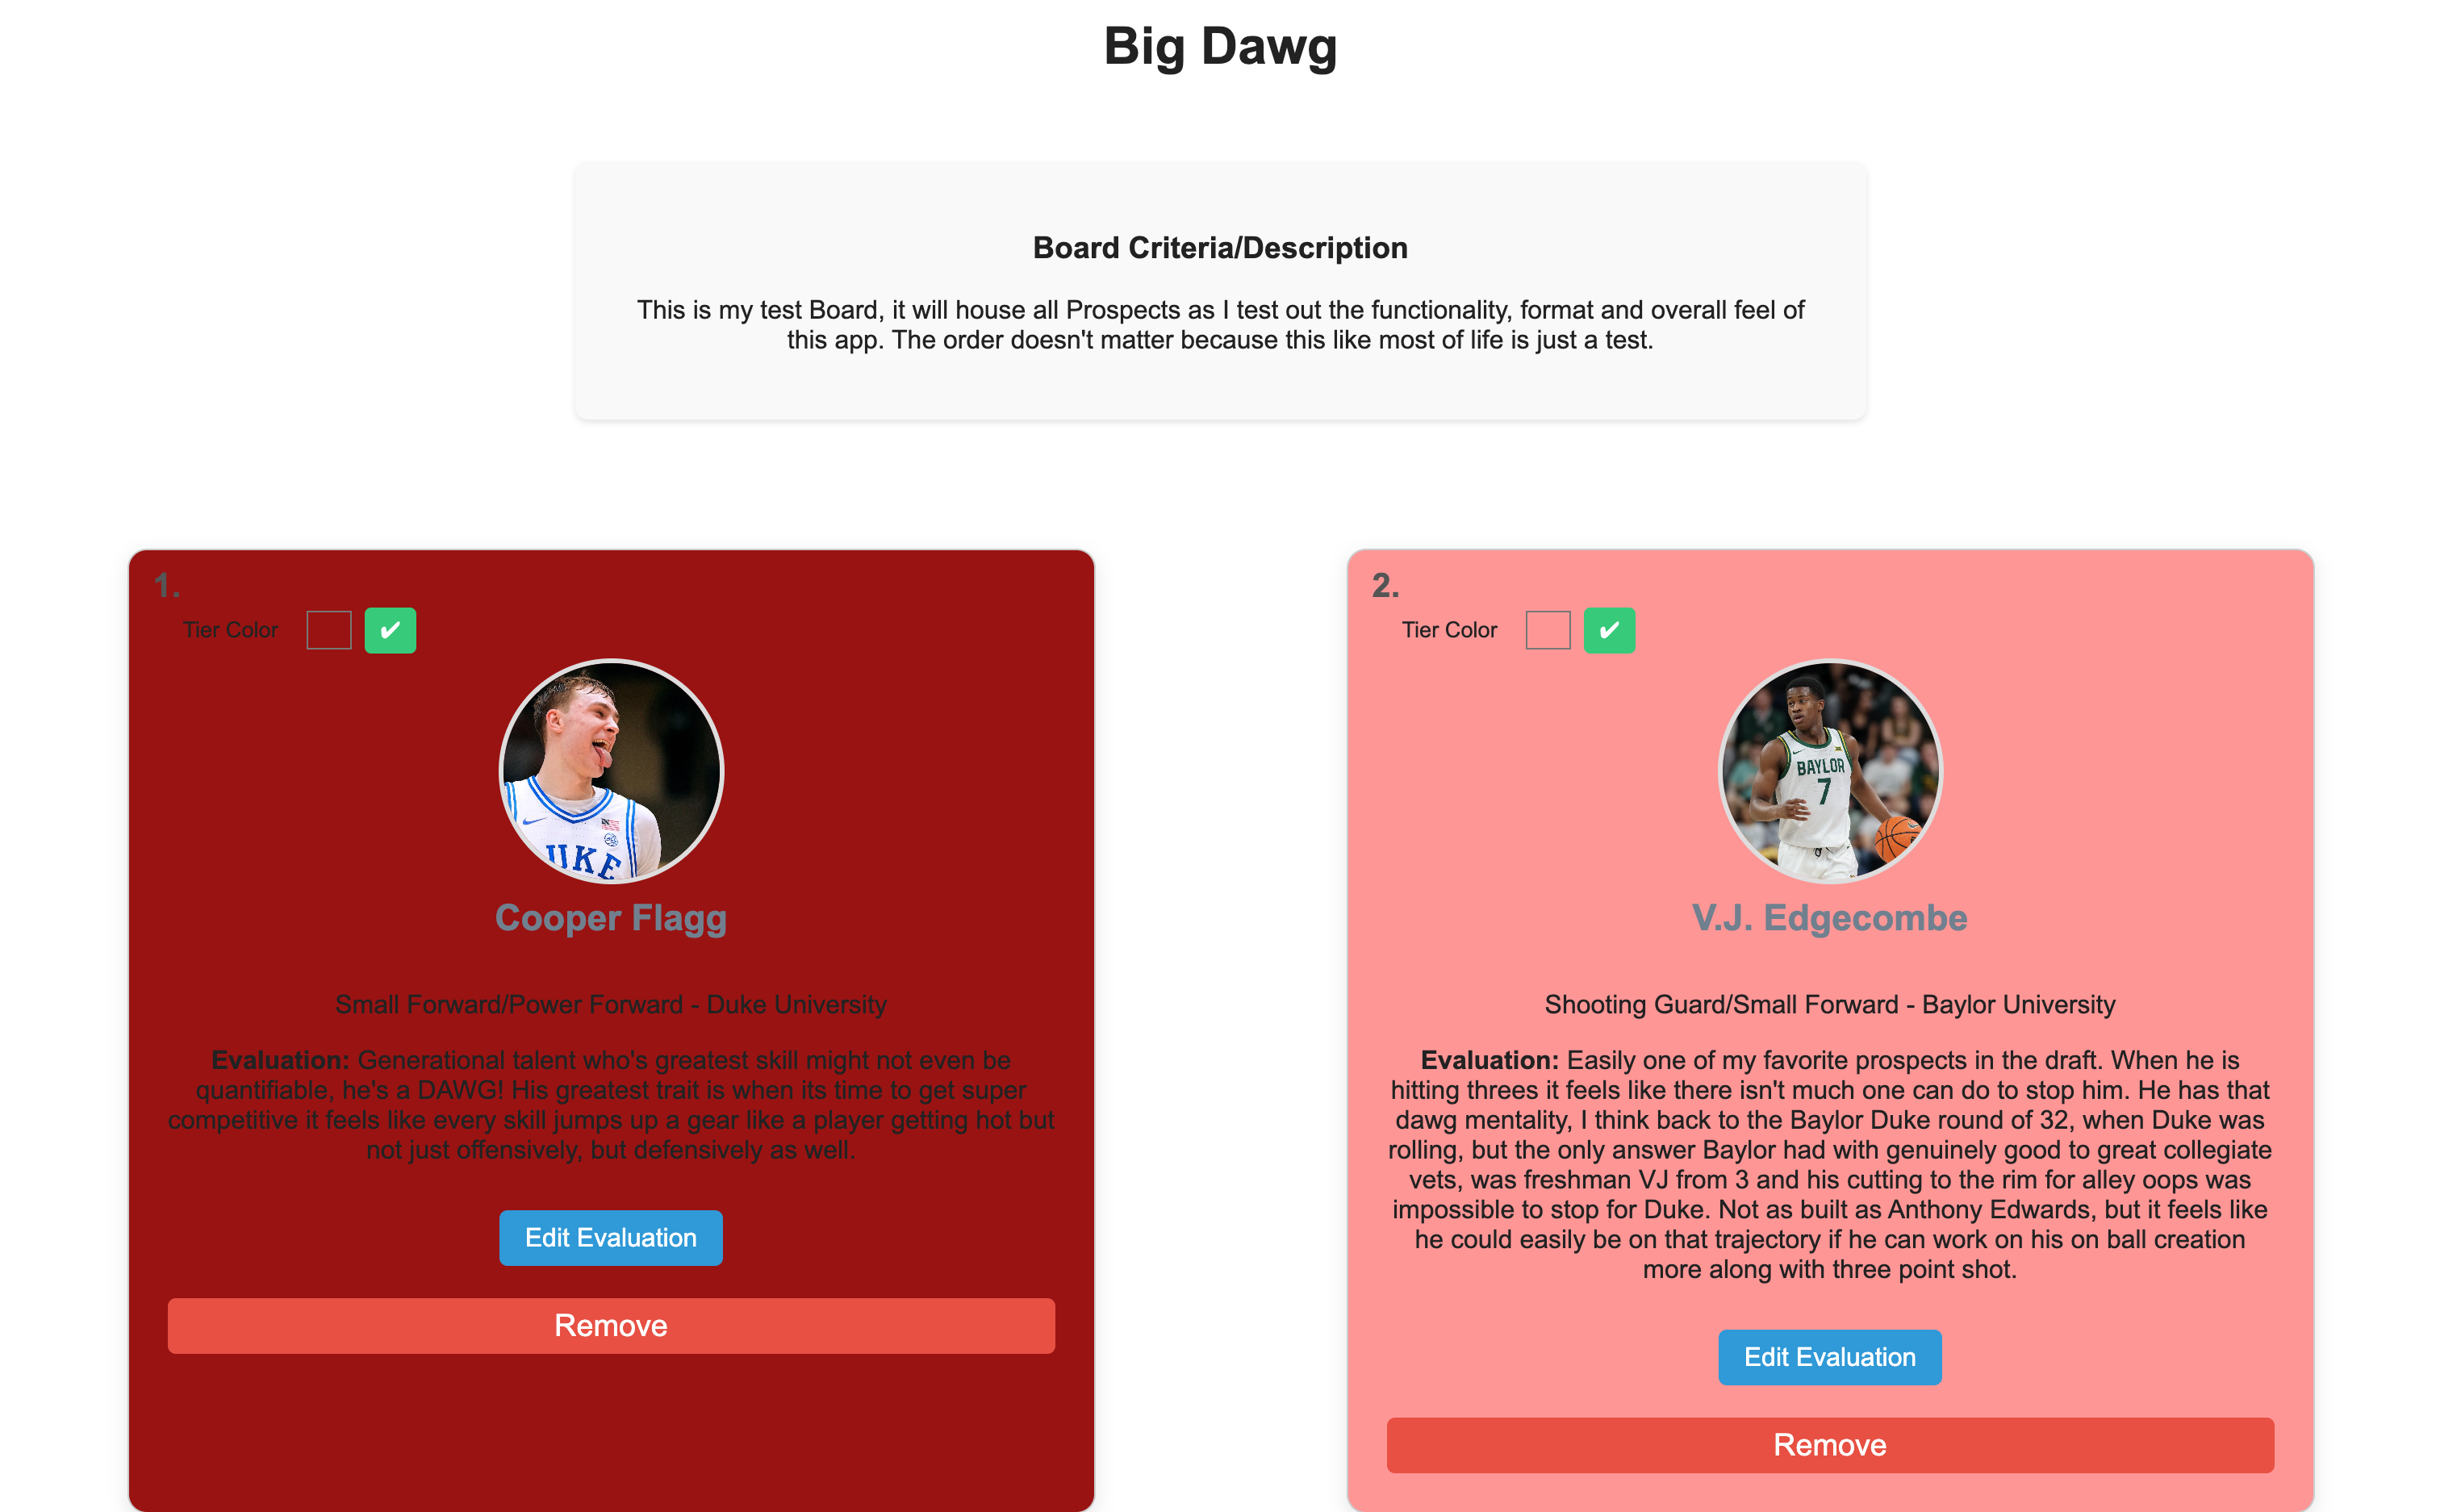 Big Dawg
Board Criteria/Description
This is my test Board, it will house all Prospects as I test out the functionality, format and overall feel of
this app. The order doesn't matter because this like most of life is just a test.
1.
Tier Color
✔
UKE
Cooper Flagg
Small Forward/Power Forward - Duke University
Evaluation: Generational talent who's greatest skill might not even be
quantifiable, he's a DAWG! His greatest trait is when its time to get super
competitive it feels like every skill jumps up a gear like a player getting hot but
not just offensively, but defensively as well.
Edit Evaluation
Remove
2.
Tier Color
✔
BAYLOR
7
V.J. Edgecombe
Shooting Guard/Small Forward - Baylor University
Evaluation: Easily one of my favorite prospects in the draft. When he is
hitting threes it feels like there isn't much one can do to stop him. He has that
dawg mentality, I think back to the Baylor Duke round of 32, when Duke was
rolling, but the only answer Baylor had with genuinely good to great collegiate
vets, was freshman VJ from 3 and his cutting to the rim for alley oops was
impossible to stop for Duke. Not as built as Anthony Edwards, but it feels like
he could easily be on that trajectory if he can work on his on ball creation
more along with three point shot.
Edit Evaluation
Remove